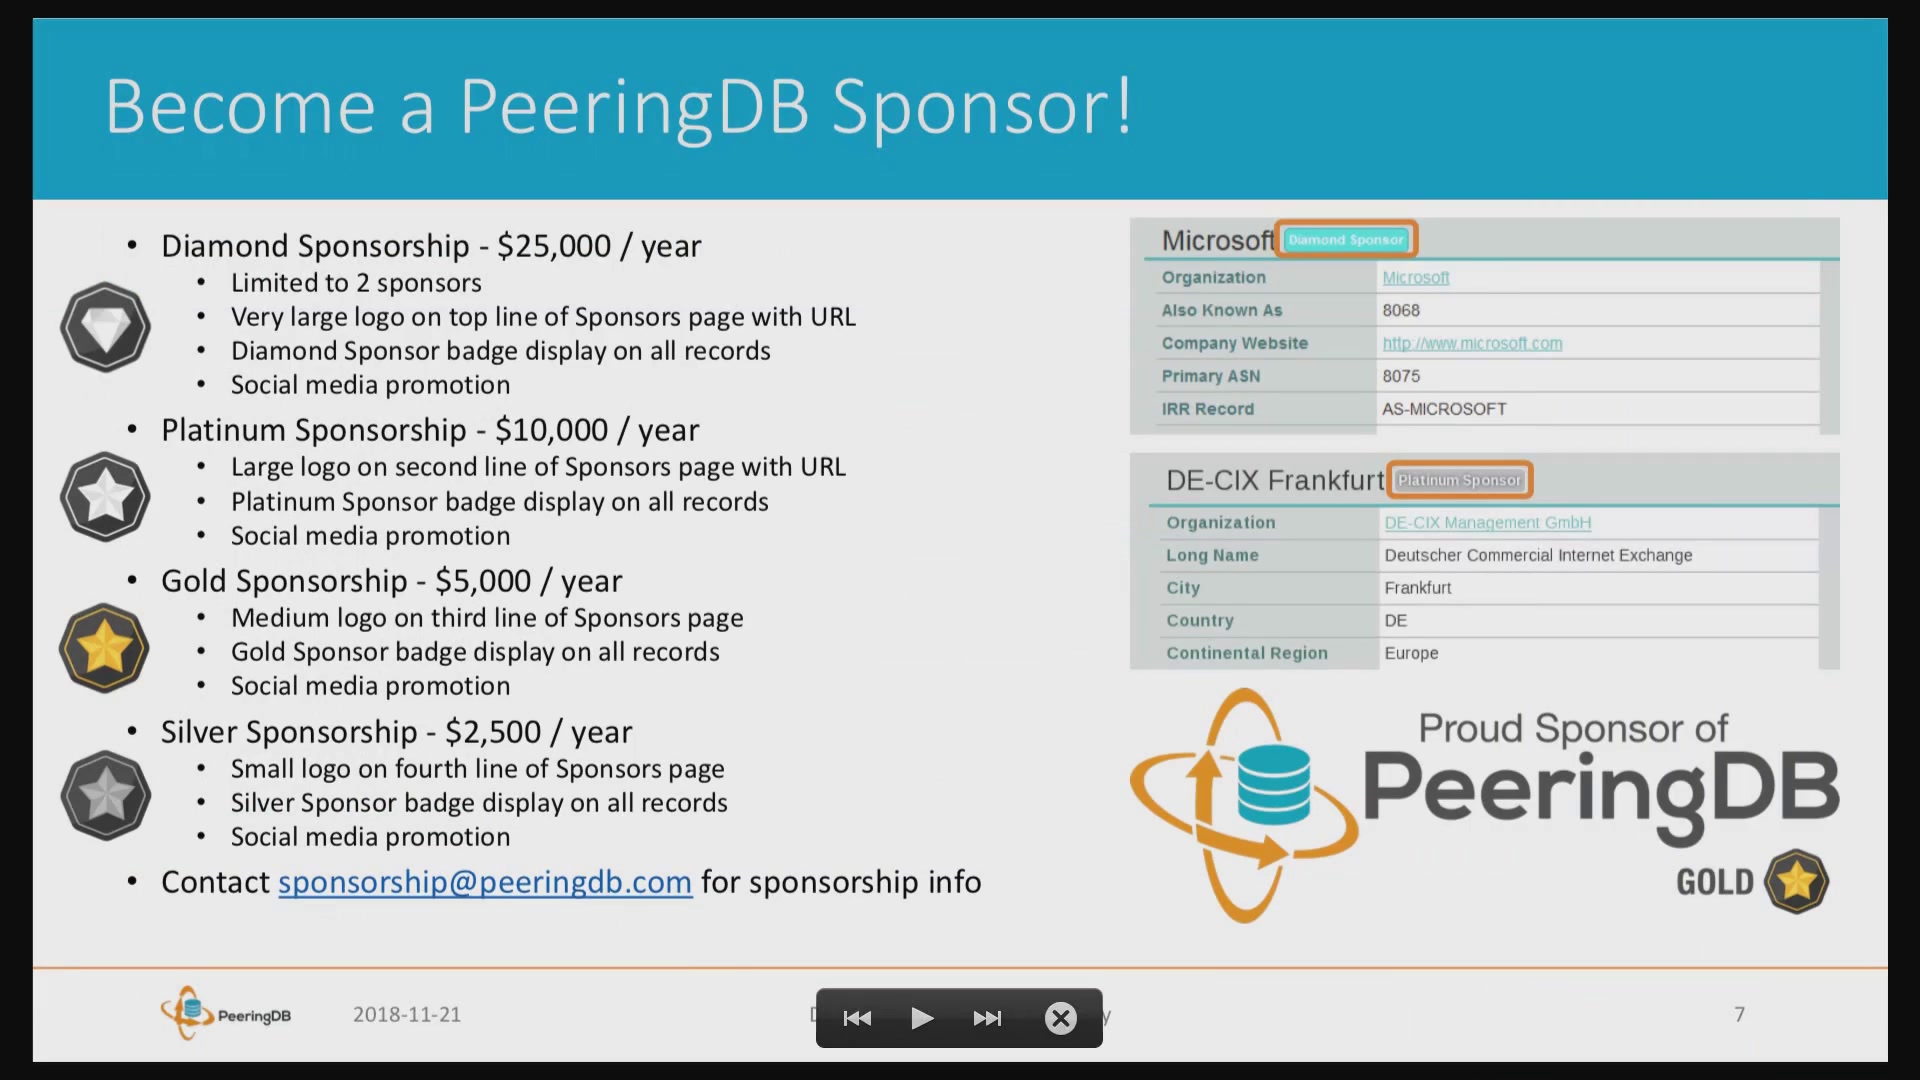 Become a PeeringDB Sponsor!
• Diamond Sponsorship - $25,000 / year
• Limited to 2 sponsors
• Very large logo on top line of Sponsors page with URL
• Diamond Sponsor badge display on all records
• Social media promotion
• Platinum Sponsorship - $10,000 / year
• Large logo on second line of Sponsors page with URL
• Platinum Sponsor badge display on all records
• Social media promotion
• Gold Sponsorship - $5,000 / year
• Medium logo on third line of Sponsors page
• Gold Sponsor badge display on all records
• Social media promotion
• Silver Sponsorship - $2,500 / year
• Small logo on fourth line of Sponsors page
• Silver Sponsor badge display on all records
• Social media promotion
• Contact sponsorship@peeringdb.com for sponsorship info
Microsoft Diamond Sponsor
Organization Microsoft
Also Known As 8068
Company Website http://www.microsoft.com
Primary ASN 8075
IRR Record AS-MICROSOFT
DE-CIX Frankfurt Platinum Sponsor
Organization DE-CIX Management GmbH
Long Name Deutscher Commercial Internet Exchange
City Frankfurt
Country DE
Continental Region Europe
Proud Sponsor of
PeeringDB
GOLD
PeeringDB 2018-11-21 7